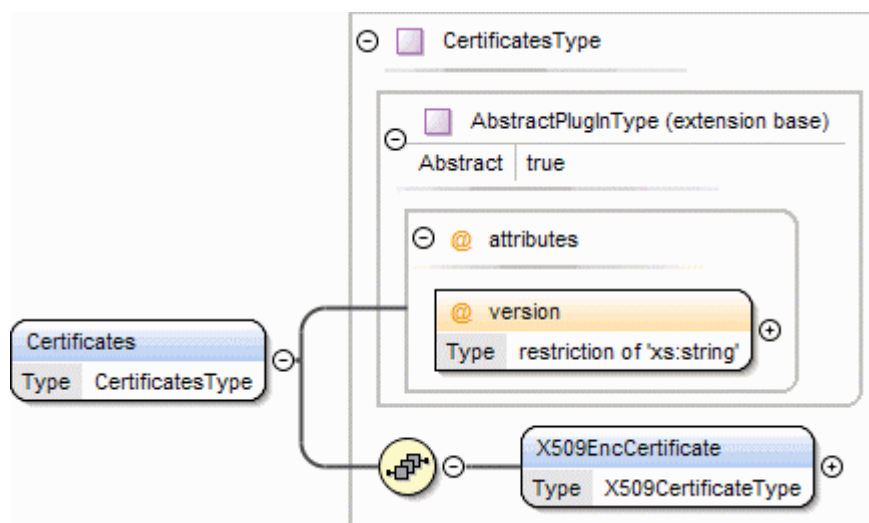 CertificatesType
AbstractPlugInType (extension base)
Abstract true
@ attributes
@ version
Type restriction of 'xs:string'
Certificates
Type CertificatesType
X509EncCertificate
Type X509CertificateType